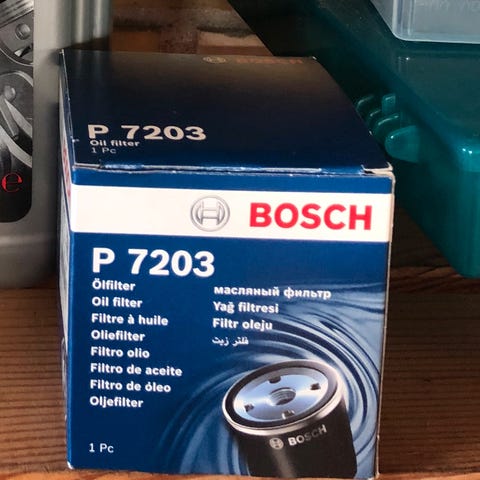 P 7203
Oil filter
1 Pc
BOSCH
P 7203
Ölfilter
Oil filter
Filtre à huile
Oliefilter
Filtro olio
Filtro de aceite
Filtro de óleo
Oljefilter
масляный фильтр
Yağ filtresi
Filtr oleju
فلتر زيت
BOSCH
1 Pc